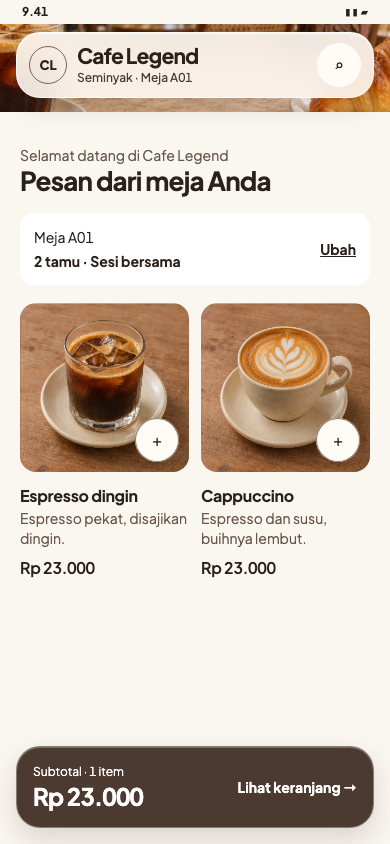 9.41
CL
Cafe Legend
Seminyak · Meja A01
Selamat datang di Cafe Legend
Pesan dari meja Anda
Meja A01
2 tamu · Sesi bersama
Ubah
+
+
Espresso dingin
Espresso pekat, disajikan
dingin.
Rp 23.000
Cappuccino
Espresso dan susu,
buihnya lembut.
Rp 23.000
Subtotal · 1 item
Rp 23.000
Lihat keranjang →